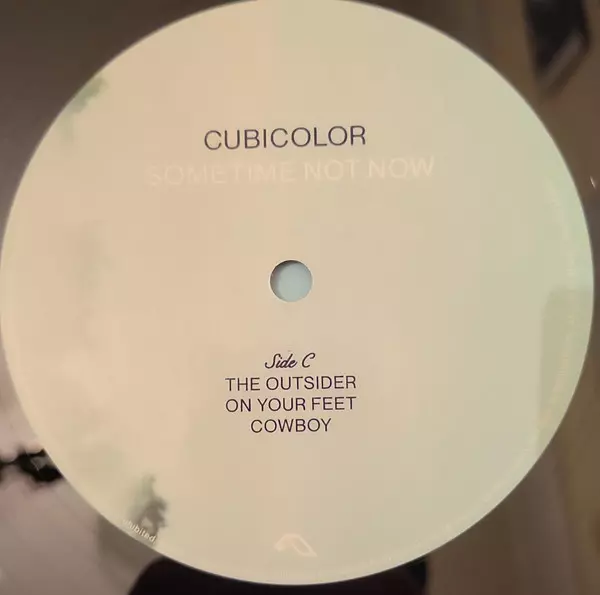 CUBICOLOR
SOMETIME NOT NOW
Side C
THE OUTSIDER
ON YOUR FEET
COWBOY